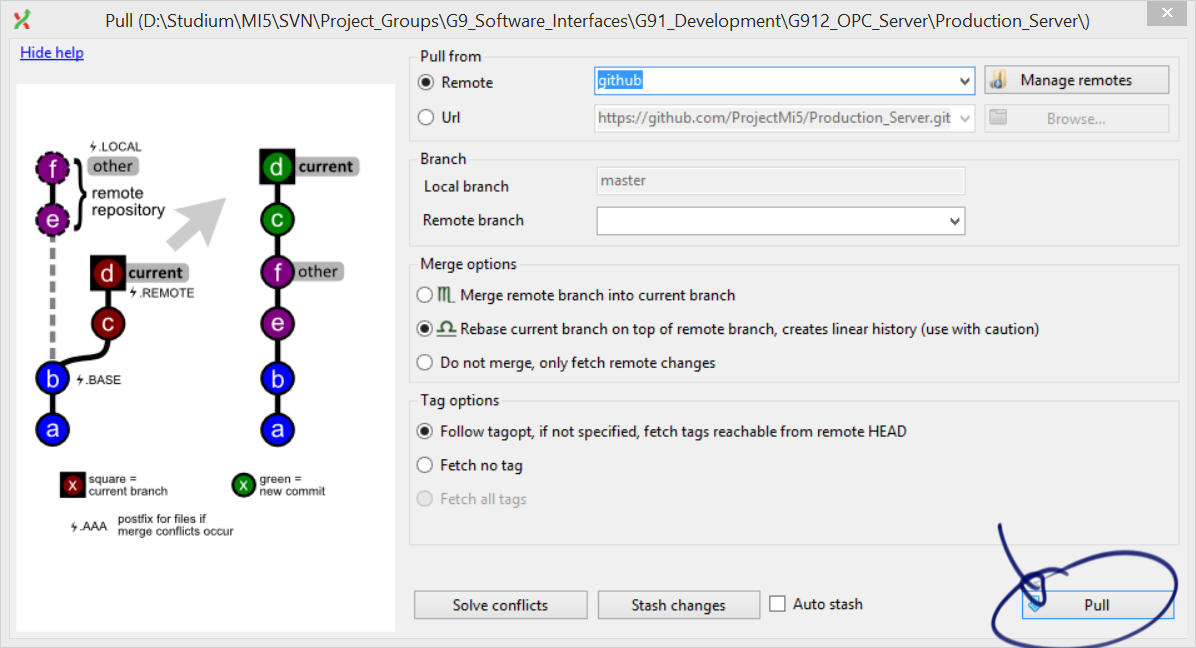 Pull (D:\Studium\MI5\SVN\Project_Groups\G9_Software_Interfaces\G91_Development\G912_OPC_Server\Production_Server\)
Hide help
.LOCAL
f
other
e
remote
repository
d
current
.REMOTE
c
b
.BASE
a
d
current
c
f
other
e
b
a
x
square =
current branch
x
green =
new commit
.AAA
postfix for files if
merge conflicts occur
Pull from
Remote
github
Manage remotes
Url
https://github.com/ProjectMi5/Production_Server.git
Browse...
Branch
Local branch
master
Remote branch
Merge options
Merge remote branch into current branch
Rebase current branch on top of remote branch, creates linear history (use with caution)
Do not merge, only fetch remote changes
Tag options
Follow tagopt, if not specified, fetch tags reachable from remote HEAD
Fetch no tag
Fetch all tags
Solve conflicts
Stash changes
Auto stash
Pull